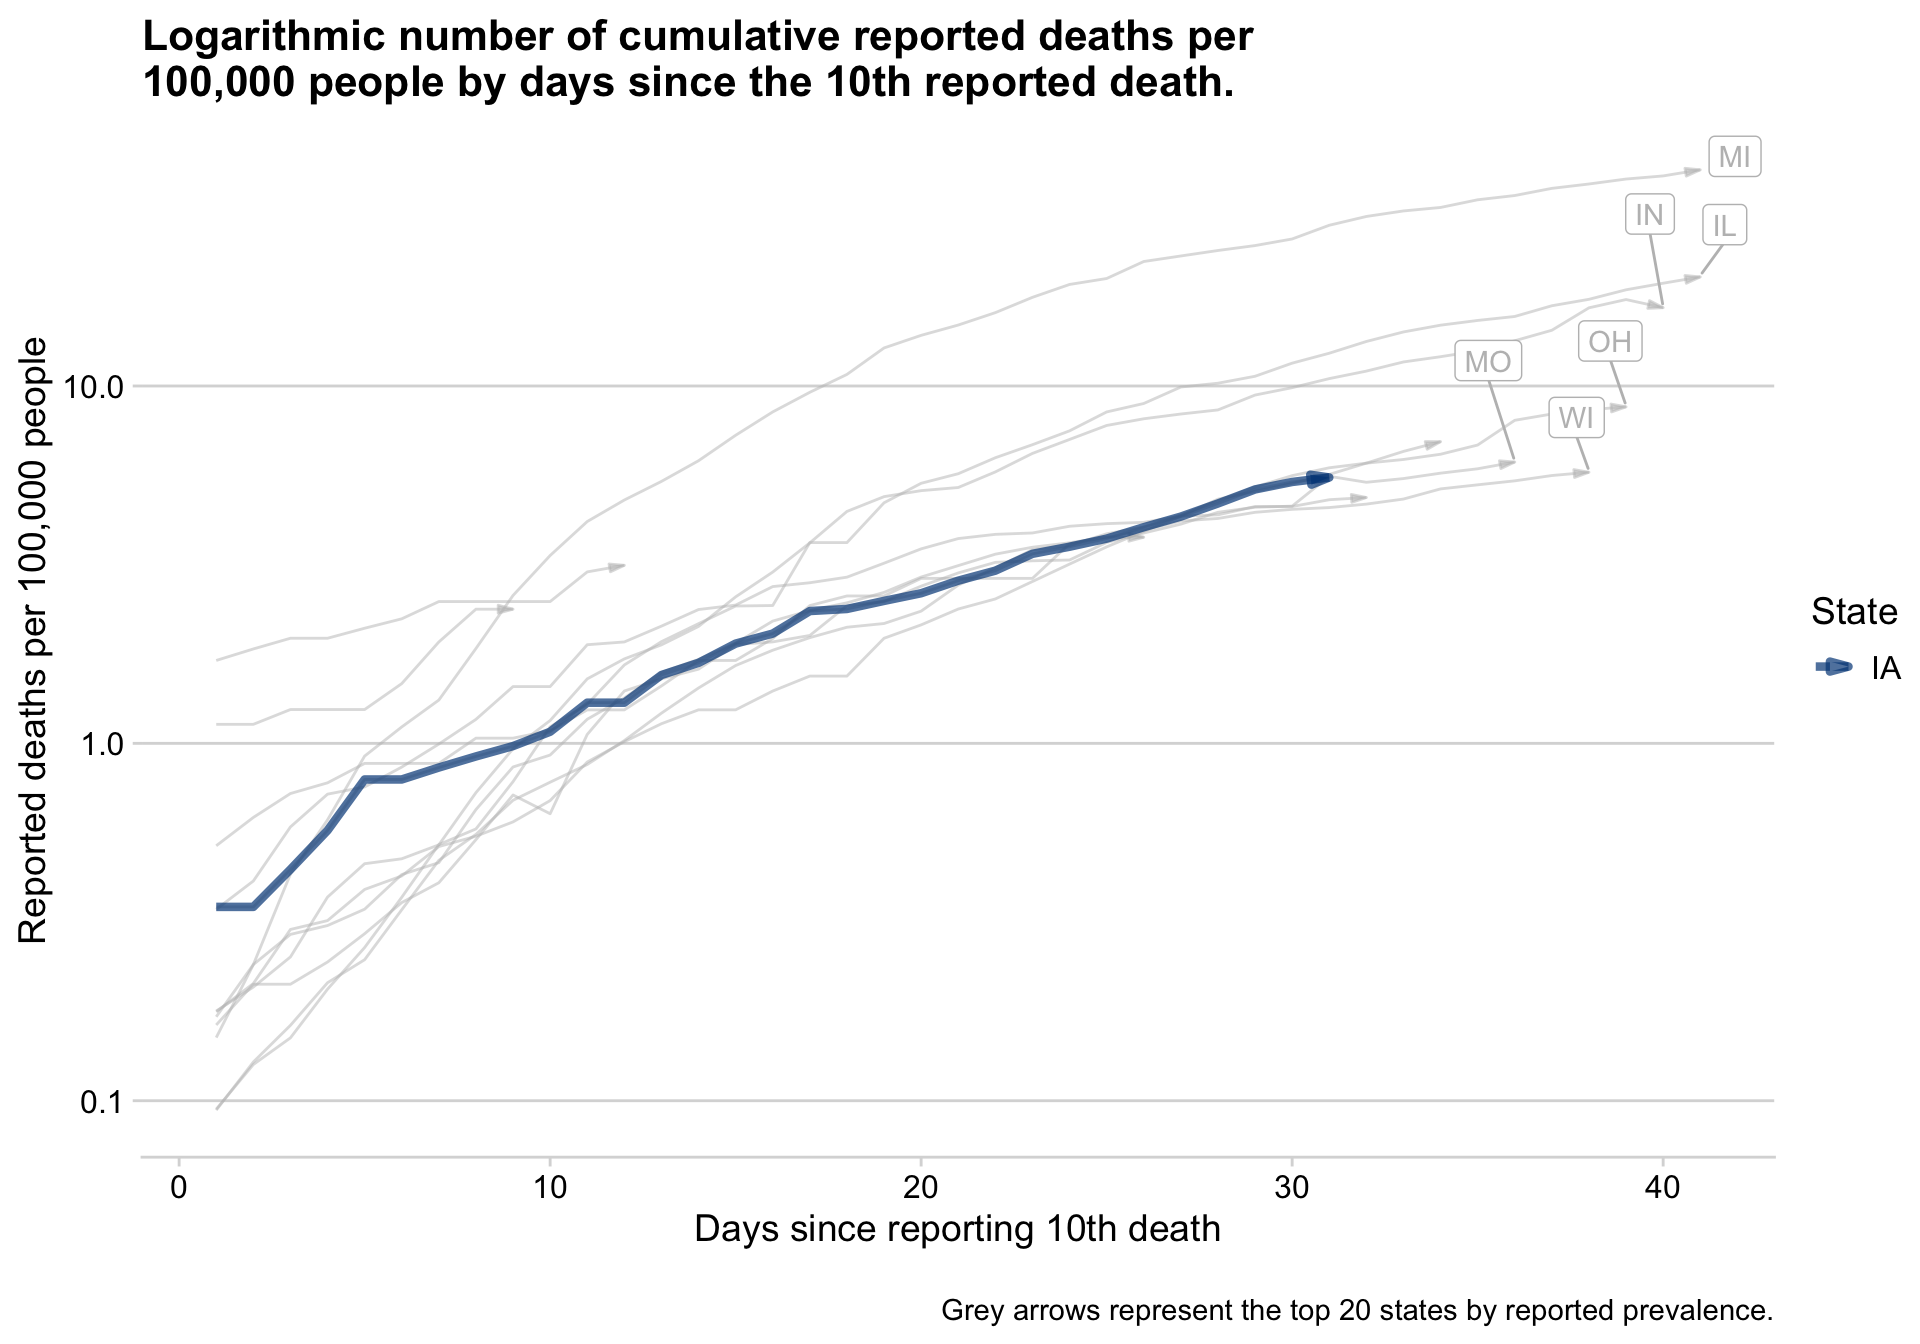 Logarithmic number of cumulative reported deaths per
100,000 people by days since the 10th reported death.
Reported deaths per 100,000 people
10.0
1.0
0.1
MI
IN
IL
OH
MO
WI
State
IA
0
10
20
30
40
Days since reporting 10th death
Grey arrows represent the top 20 states by reported prevalence.